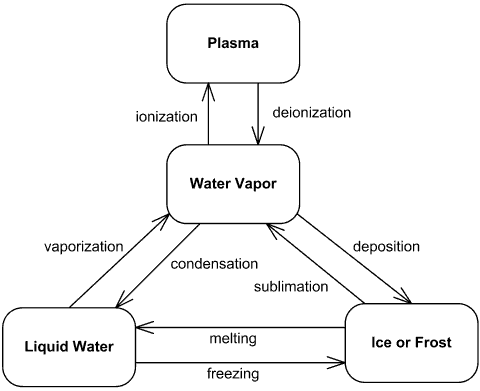 Plasma
ionization
deionization
Water Vapor
vaporization
condensation
deposition
sublimation
Liquid Water
melting
Ice or Frost
freezing